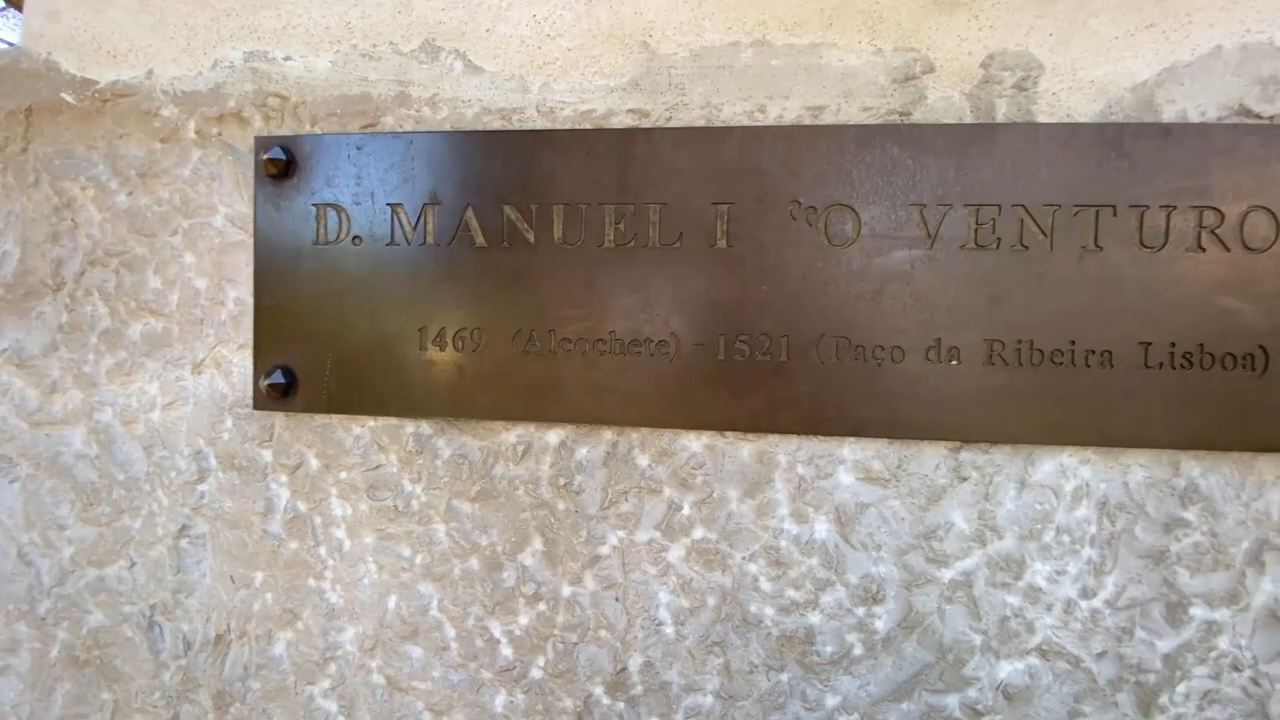 D. MANUEL I “O VENTURO
1469 (Alcochete) - 1521 (Paço da Ribeira Lisboa)